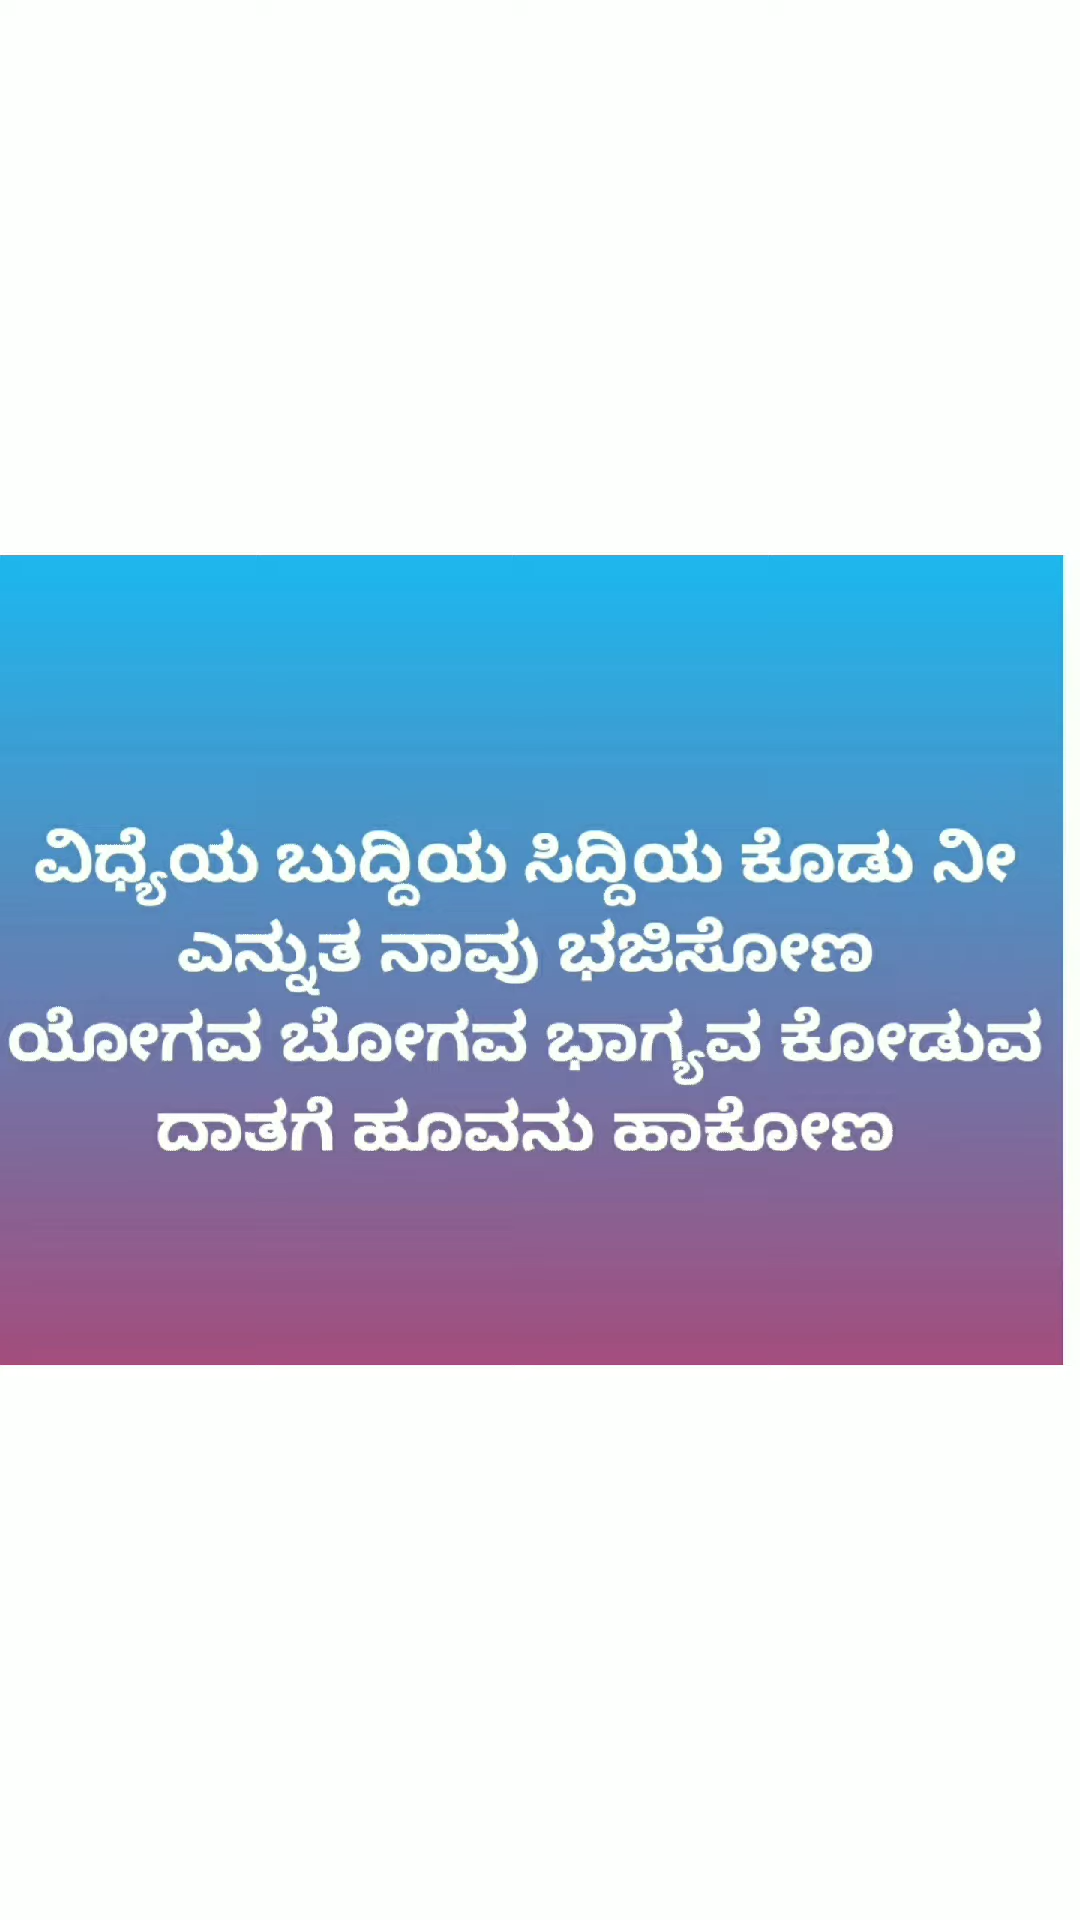 ವಿಧ್ಯೆಯ ಬುದ್ದಿಯ ಸಿದ್ದಿಯ ಕೊಡು ನೀ
ಎನ್ನುತ ನಾವು ಭಜಿಸೋಣ
ಯೋಗವ ಬೋಗವ ಭಾಗ್ಯವ ಕೋಡುವ
ದಾತಗೆ ಹೂವನು ಹಾಕೋಣ